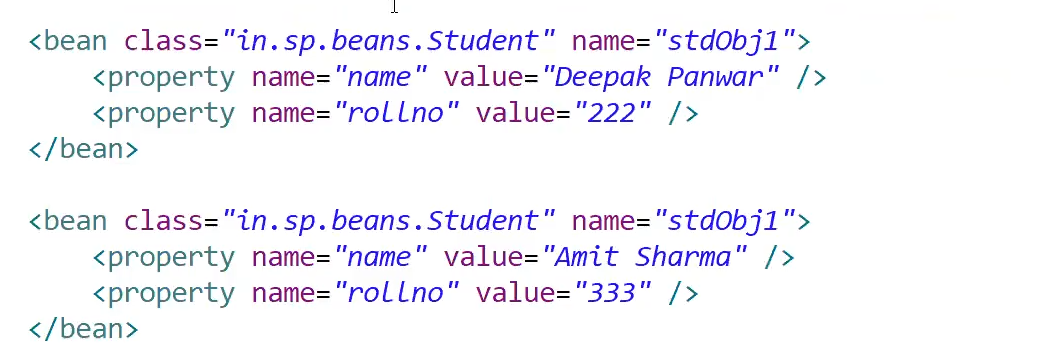 <bean class="in.sp.beans.Student" name="stdObj1">
    <property name="name" value="Deepak Panwar" />
    <property name="rollno" value="222" />
</bean>

<bean class="in.sp.beans.Student" name="stdObj1">
    <property name="name" value="Amit Sharma" />
    <property name="rollno" value="333" />
</bean>